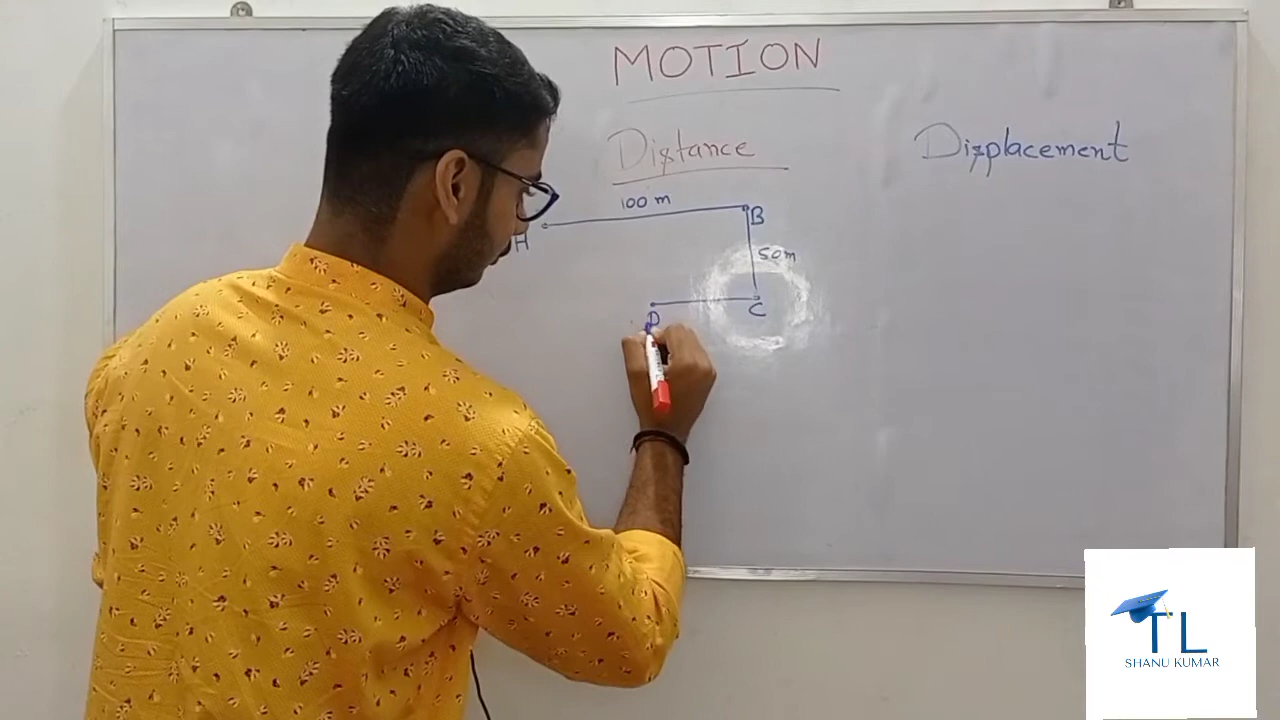 MOTION
Distance
Displacement
100 m
B
H
50m
C
D
TL
SHANU KUMAR